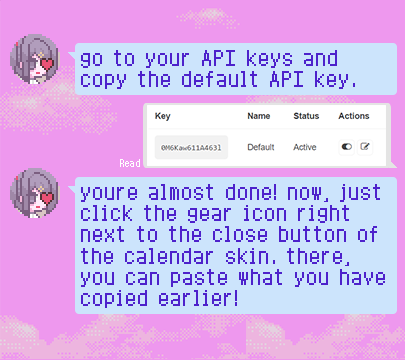 go to your API keys and
copy the default API key.
Key Name Status Actions
0M6Kaw611A463l Default Active
Read
youre almost done! now, just
click the gear icon right
next to the close button of
the calendar skin. there,
you can paste what you have
copied earlier!